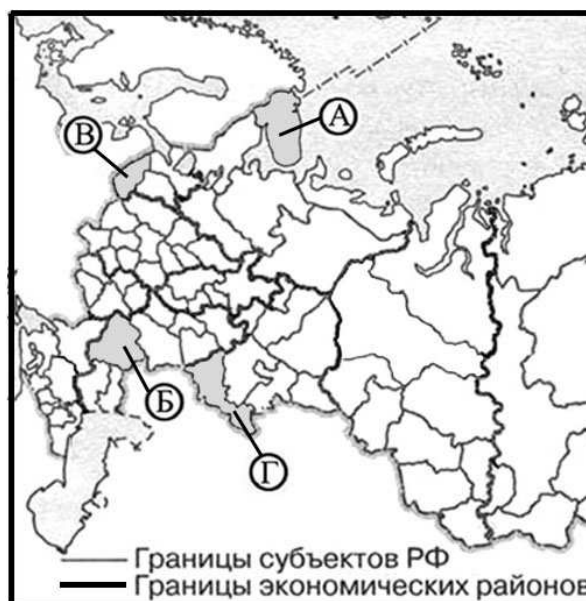 А
В
Б
Г
Границы субъектов РФ
Границы экономических районов